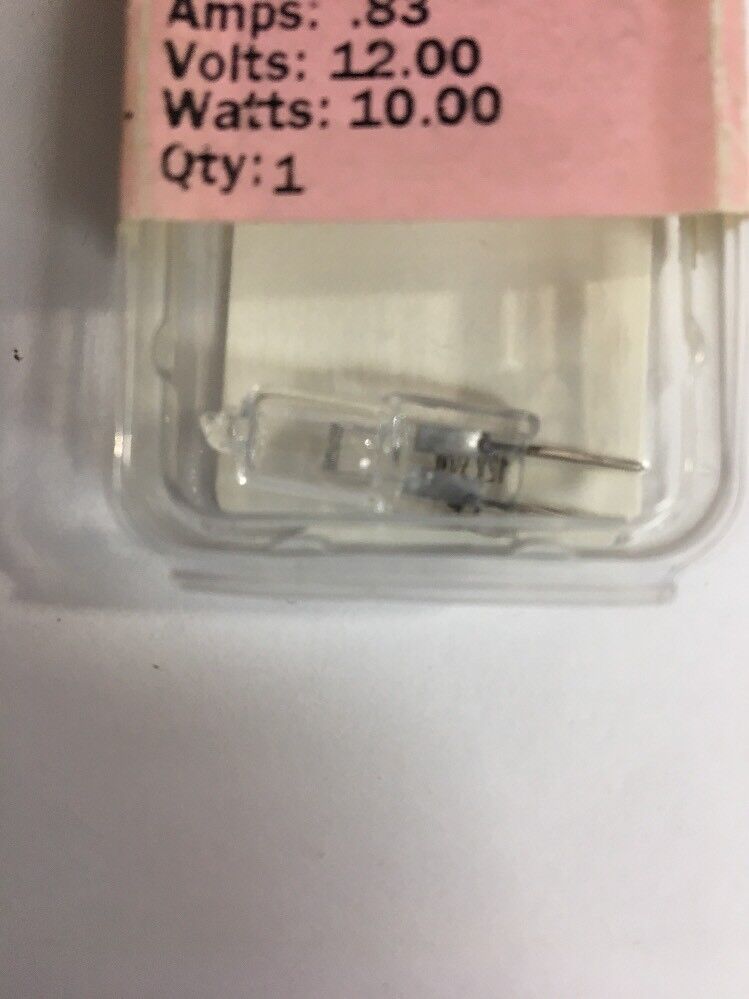 Amps: .83
Volts: 12.00
Watts: 10.00
Qty: 1